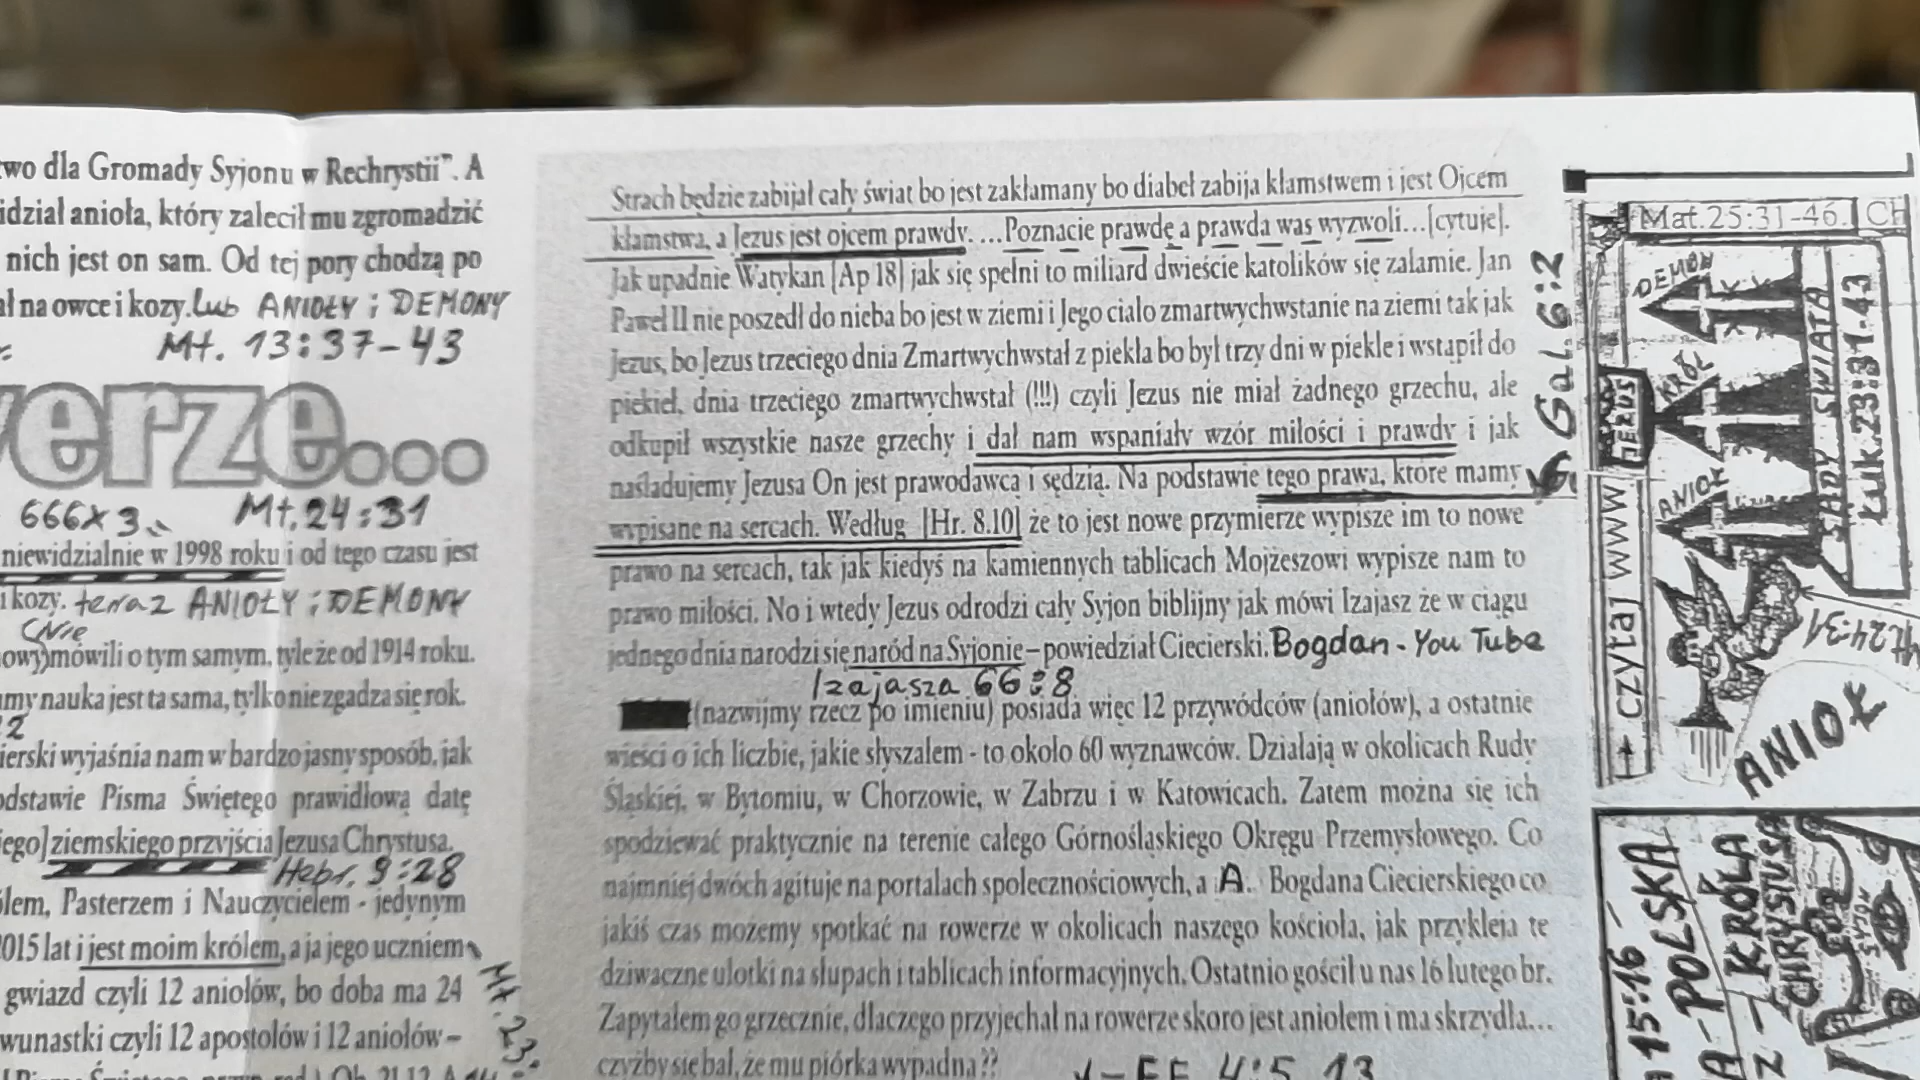 wo dla Gromady Syjonu w Rechrystii". A
idział anioła, który zalecił mu zgromadzić
nich jest on sam. Od tej pory chodzą po
ał na owce i kozy. lub ANIOŁY i DEMONY
Mt. 13:37-43
erze...
666X3 Mt. 24:31
niewidzialnie w 1998 roku i od tego czasu jest
i kozy. teraz ANIOŁY i DEMONY
(Nie
owy)mówili o tym samym, tyle że od 1914 roku.
my nauka jest ta sama, tylko nie zgadza się rok.
2
ierski wyjaśnia nam w bardzo jasny sposób, jak
odstawie Pisma Świętego prawidłową datę
ego] ziemskiego przyjścia Jezusa Chrystusa.
Hebr. 9:28
lem, Pasterzem i Nauczycielem - jedynym
2015 lat i jest moim królem, a ja jego uczniem
gwiazd czyli 12 aniołów, bo doba ma 24
wunastki czyli 12 apostołów i 12 aniołów –
Mt. 23:
Strach będzie zabijał cały świat bo jest zakłamany bo diabeł zabija kłamstwem i jest Ojcem
kłamstwa, a Jezus jest ojcem prawdy. ...Poznacie prawdę a prawda was wyzwoli...[cytuje].
Jak upadnie Watykan [Ap 18] jak się spełni to miliard dwieście katolików się załamie. Jan
Paweł II nie poszedł do nieba bo jest w ziemi i Jego ciało zmartwychwstanie na ziemi tak jak
Jezus, bo Jezus trzeciego dnia Zmartwychwstał z piekła bo był trzy dni w piekle i wstąpił do
piekieł, dnia trzeciego zmartwychwstał (!!!) czyli Jezus nie miał żadnego grzechu, ale
odkupił wszystkie nasze grzechy i dał nam wspaniały wzór miłości i prawdy i jak
naśladujemy Jezusa On jest prawodawcą i sędzią. Na podstawie tego prawa, które mamy
wypisane na sercach. Według [Hr. 8.10] że to jest nowe przymierze wypisze im to nowe
prawo na sercach, tak jak kiedyś na kamiennych tablicach Mojżeszowi wypisze nam to
prawo miłości. No i wtedy Jezus odrodzi cały Syjon biblijny jak mówi Izajasz że w ciągu
jednego dnia narodzi się naród na Syjonie – powiedział Ciecierski. Bogdan - You Tube
Izajasza 66:8
(nazwijmy rzecz po imieniu) posiada więc 12 przywódców (aniołów), a ostatnie
wieści o ich liczbie, jakie słyszałem - to około 60 wyznawców. Działają w okolicach Rudy
Śląskiej, w Bytomiu, w Chorzowie, w Zabrzu i w Katowicach. Zatem można się ich
spodziewać praktycznie na terenie całego Górnośląskiego Okręgu Przemysłowego. Co
najmniej dwóch agituje na portalach społecznościowych, a A. Bogdana Ciecierskiego co
jakiś czas możemy spotkać na rowerze w okolicach naszego kościoła, jak przykleja te
dziwaczne ulotki na słupach i tablicach informacyjnych. Ostatnio gościł u nas 16 lutego br.
Zapytałem go grzecznie, dlaczego przyjechał na rowerze skoro jest aniołem i ma skrzydła...
czyżby się bał, że mu piórka wypadną??
Gal. 6:2
Mat. 25:31-46. CH
DEMON
KRÓL
JEZUS
ANIOŁ
SĄDY ŚWIATA
Łuk. 23:31-43
czytaj www
Mt 24:31
ANIOŁ
15:16 -
A - POLSKA
Z - KRÓLA
CHRYSTUSA
SYJON